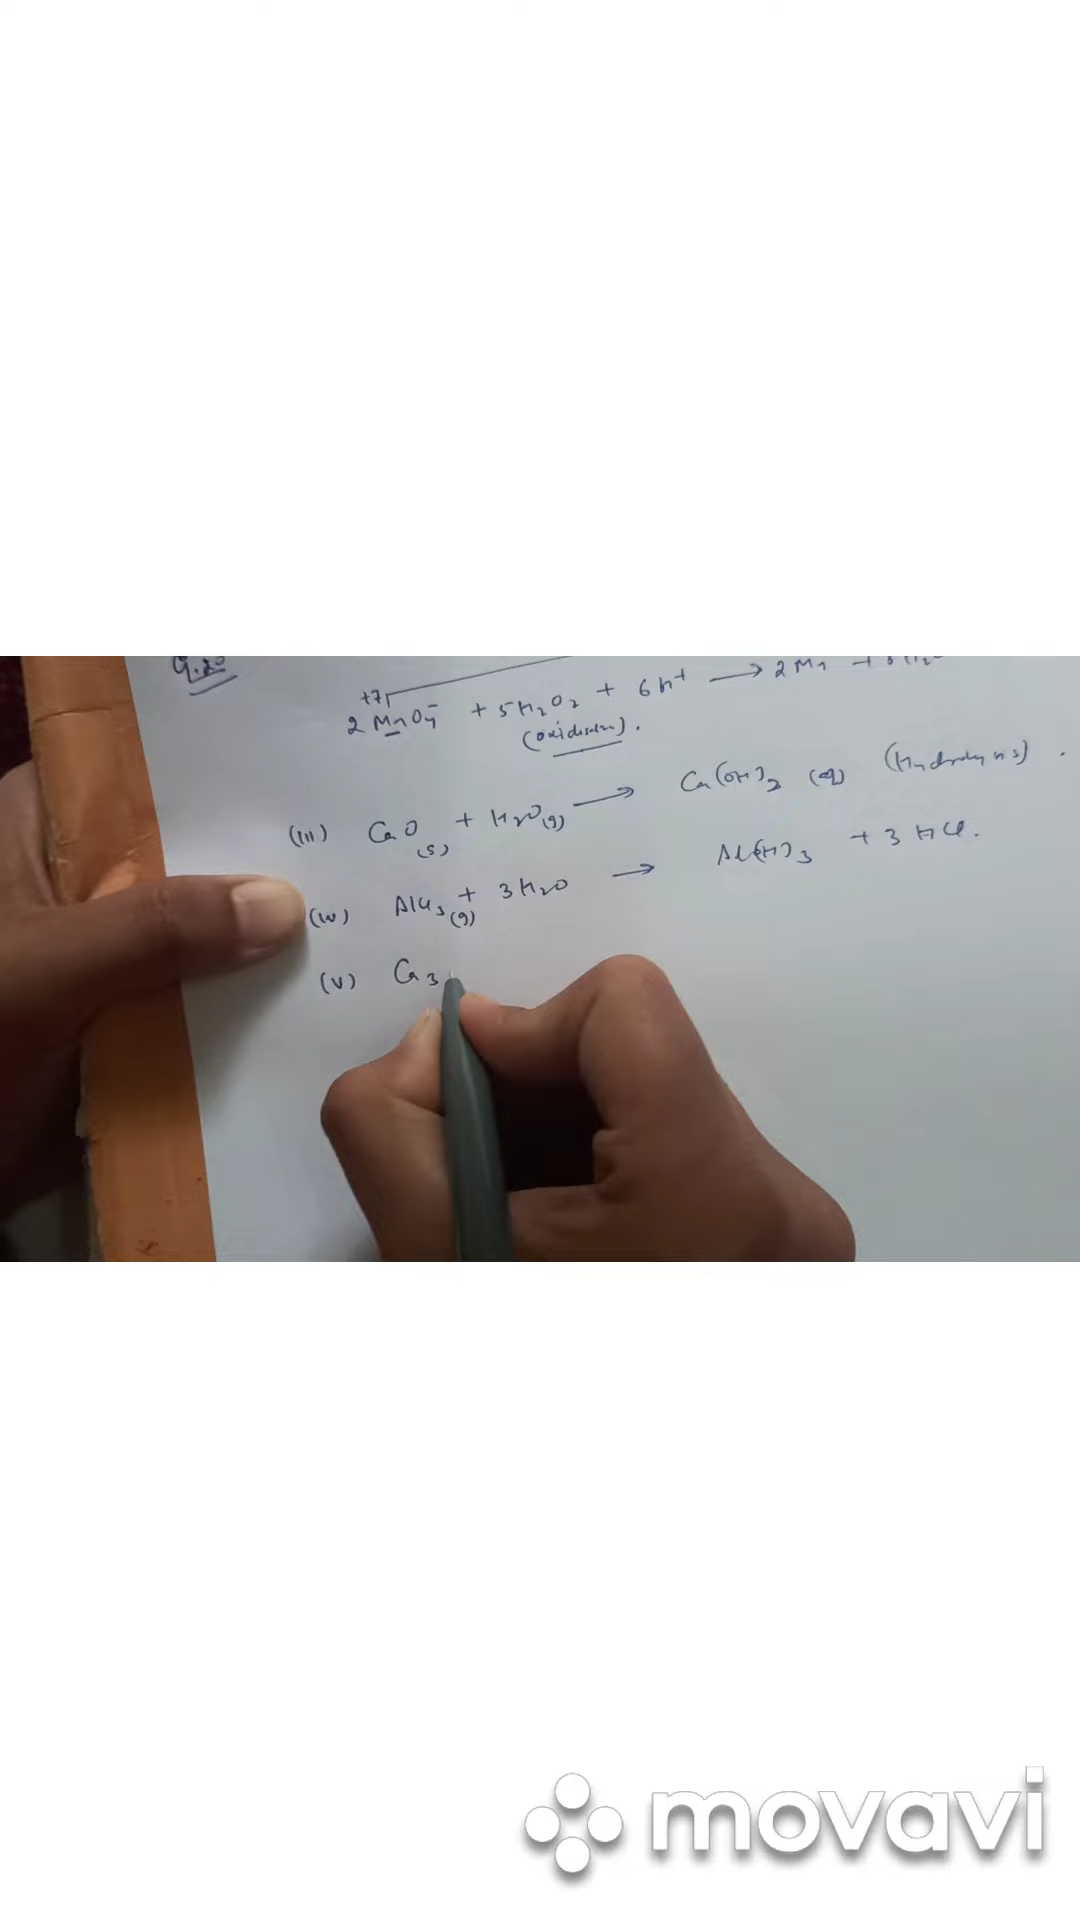 Q.20
+7
2 MnO4- + 5H2O2 + 6H+ → 2 Mn + 8H2O
(oxidation).
(III) CaO(s) + H2O(g) → Ca(OH)2 (aq) (Hydrolysis).
(IV) AlCl3(g) + 3H2O → Al(OH)3 + 3HCl.
(V) Ca3
movavi